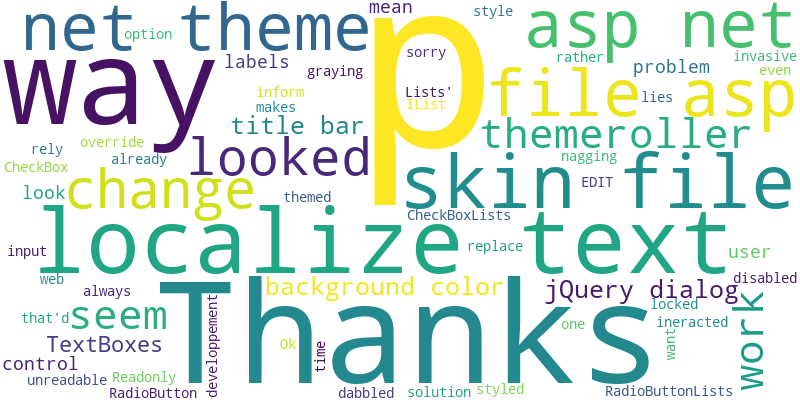 mean
style
net theme
option
p
asp net
sorry
rather
invasive
way
labels
graying
problem
even
inform
Lists'
lies
file asp
makes
IList
title bar
themeroller
rely
override
already
looked
nagging
CheckBox
EDIT
skin file
look
change
themed
CheckBoxLists
localize text
input
replace
user
web
always
background color
jQuery dialog
disabled
Thanks
locked
that'd
seem
developpement
one
ineracted
work
TextBoxes
Ok
time
want
control
unreadable
Readonly
RadioButton
dabbled
solution
styled
RadioButtonLists